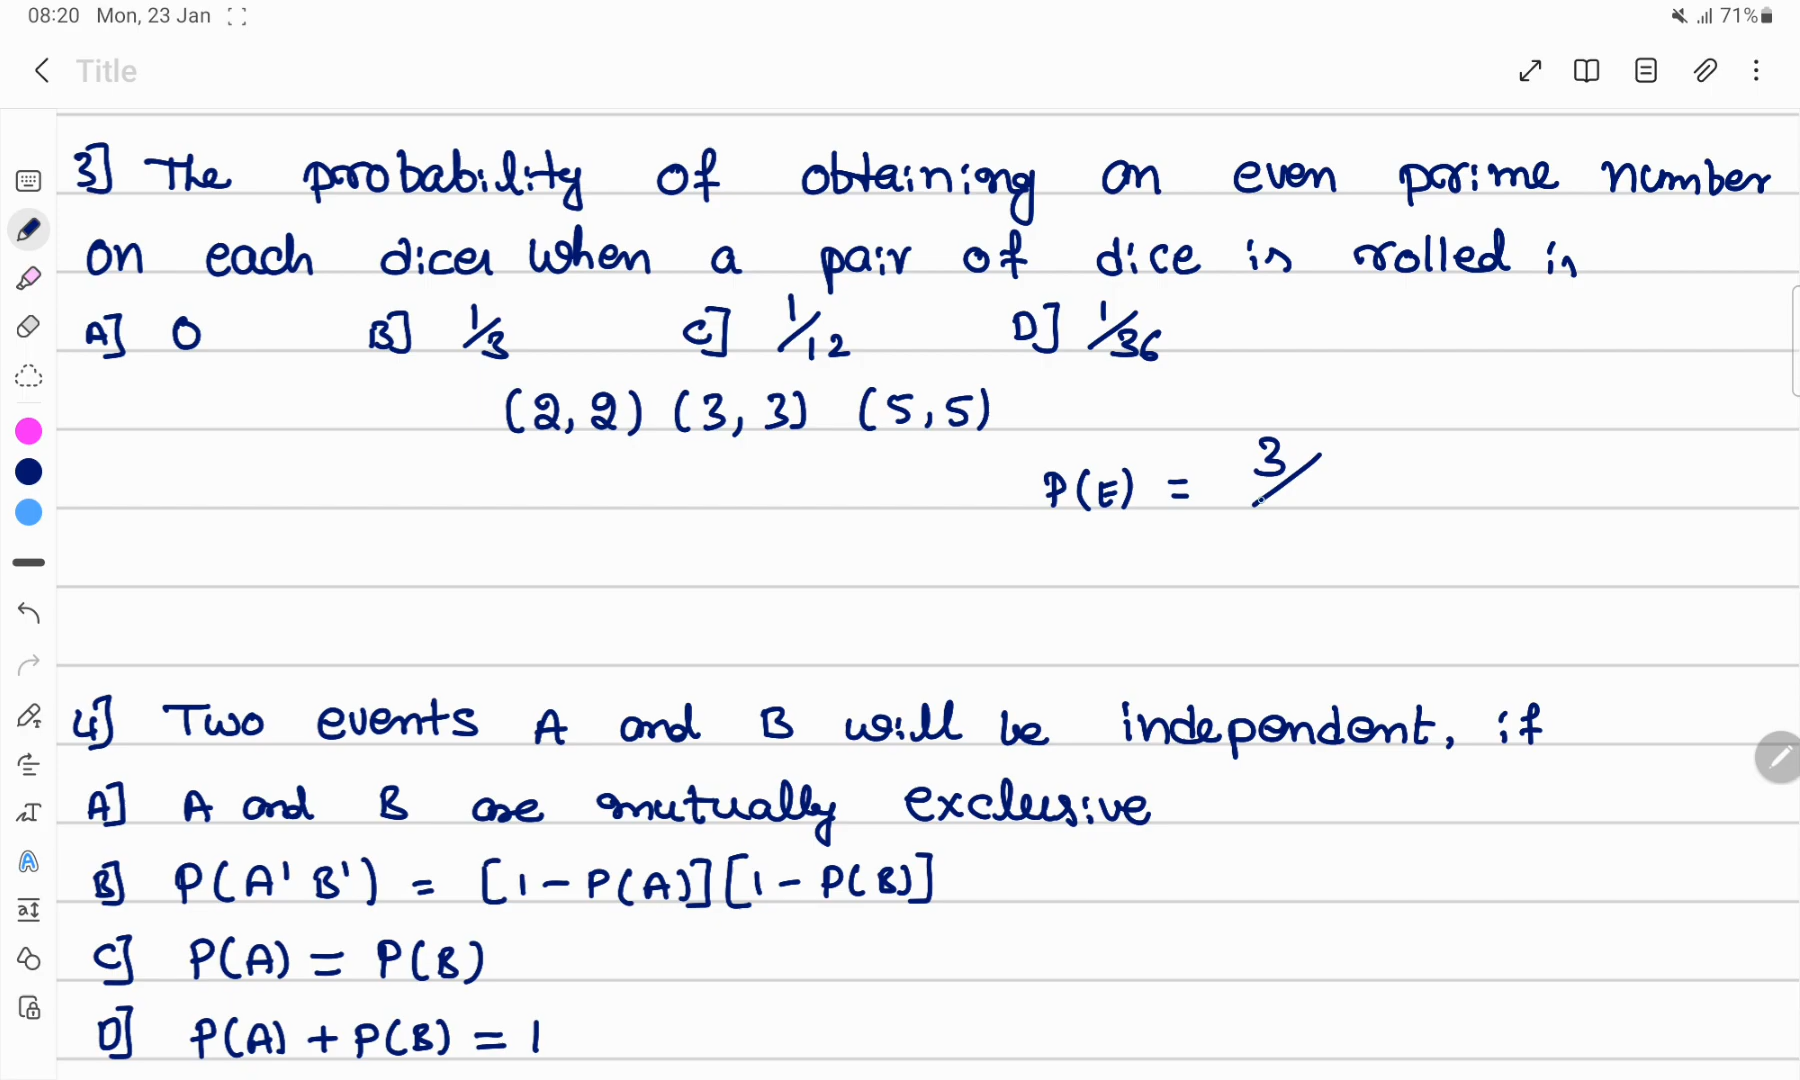 08:20 Mon, 23 Jan 71%
Title
3] The probability of obtaining an even prime number
on each dice when a pair of dice is rolled is
A] 0 B] 1/3 C] 1/12 D] 1/36
(2,2) (3,3) (5,5)
P(E) = 3/
4] Two events A and B will be independent, if
A] A and B are mutually exclusive
B] P(A'B') = [1-P(A)][1-P(B)]
C] P(A) = P(B)
D] P(A) + P(B) = 1